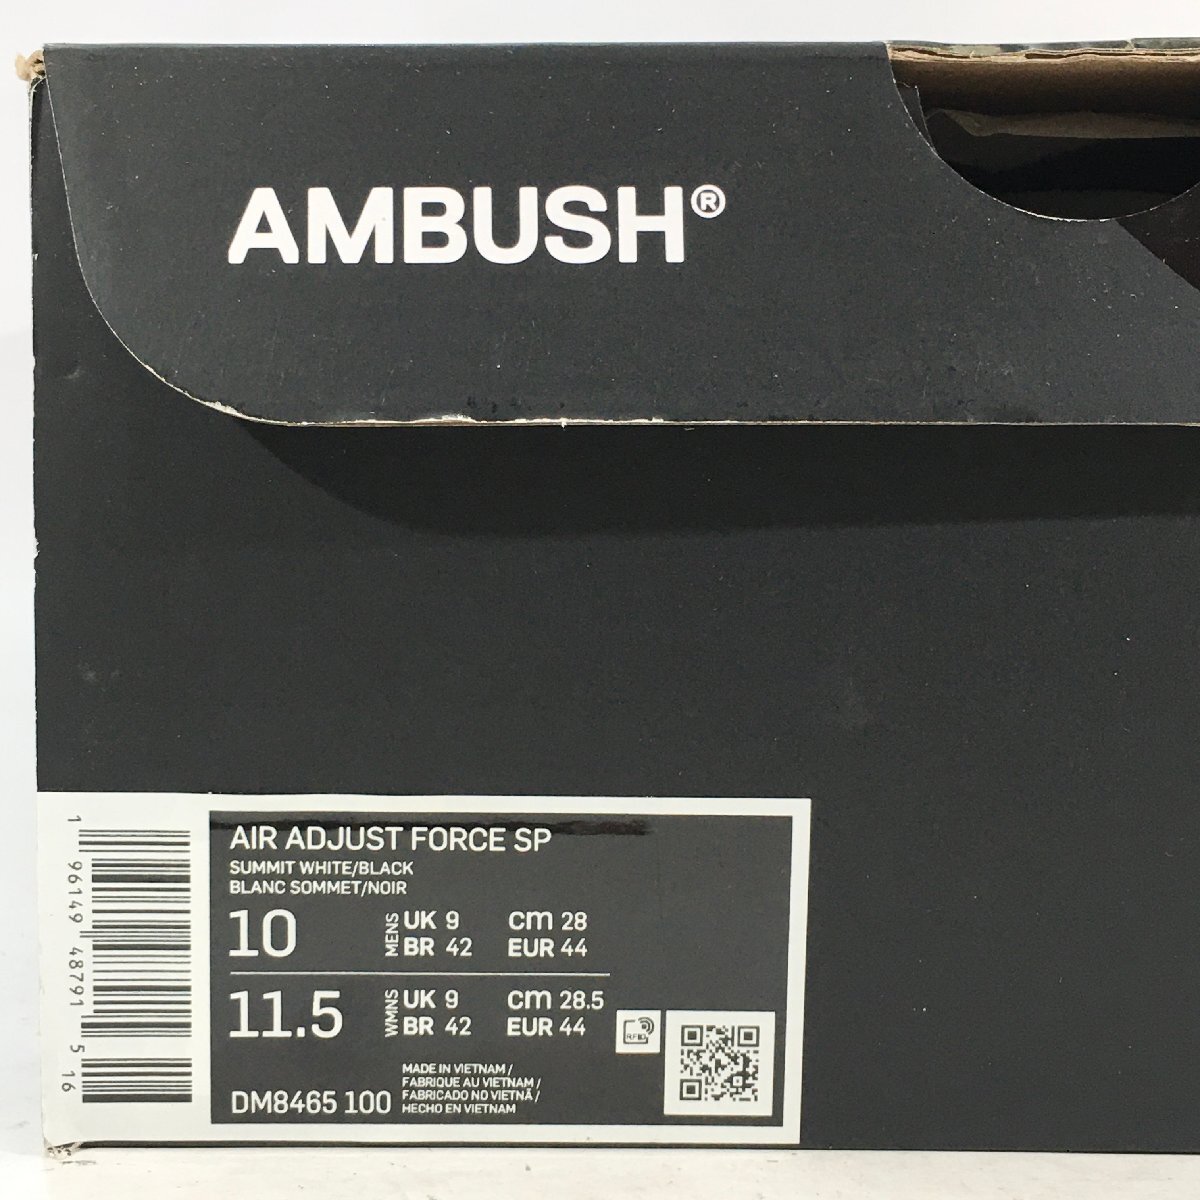 AMBUSH®
AIR ADJUST FORCE SP
SUMMIT WHITE/BLACK
BLANC SOMMET/NOIR
10 MENS UK 9 cm 28
BR 42 EUR 44
11.5 WMNS UK 9 cm 28.5
BR 42 EUR 44
RFID
MADE IN VIETNAM /
FABRIQUE AU VIETNAM /
FABRICADO NO VIETNÃ /
HECHO EN VIETNAM
DM8465 100
1 96149 48791 5 16